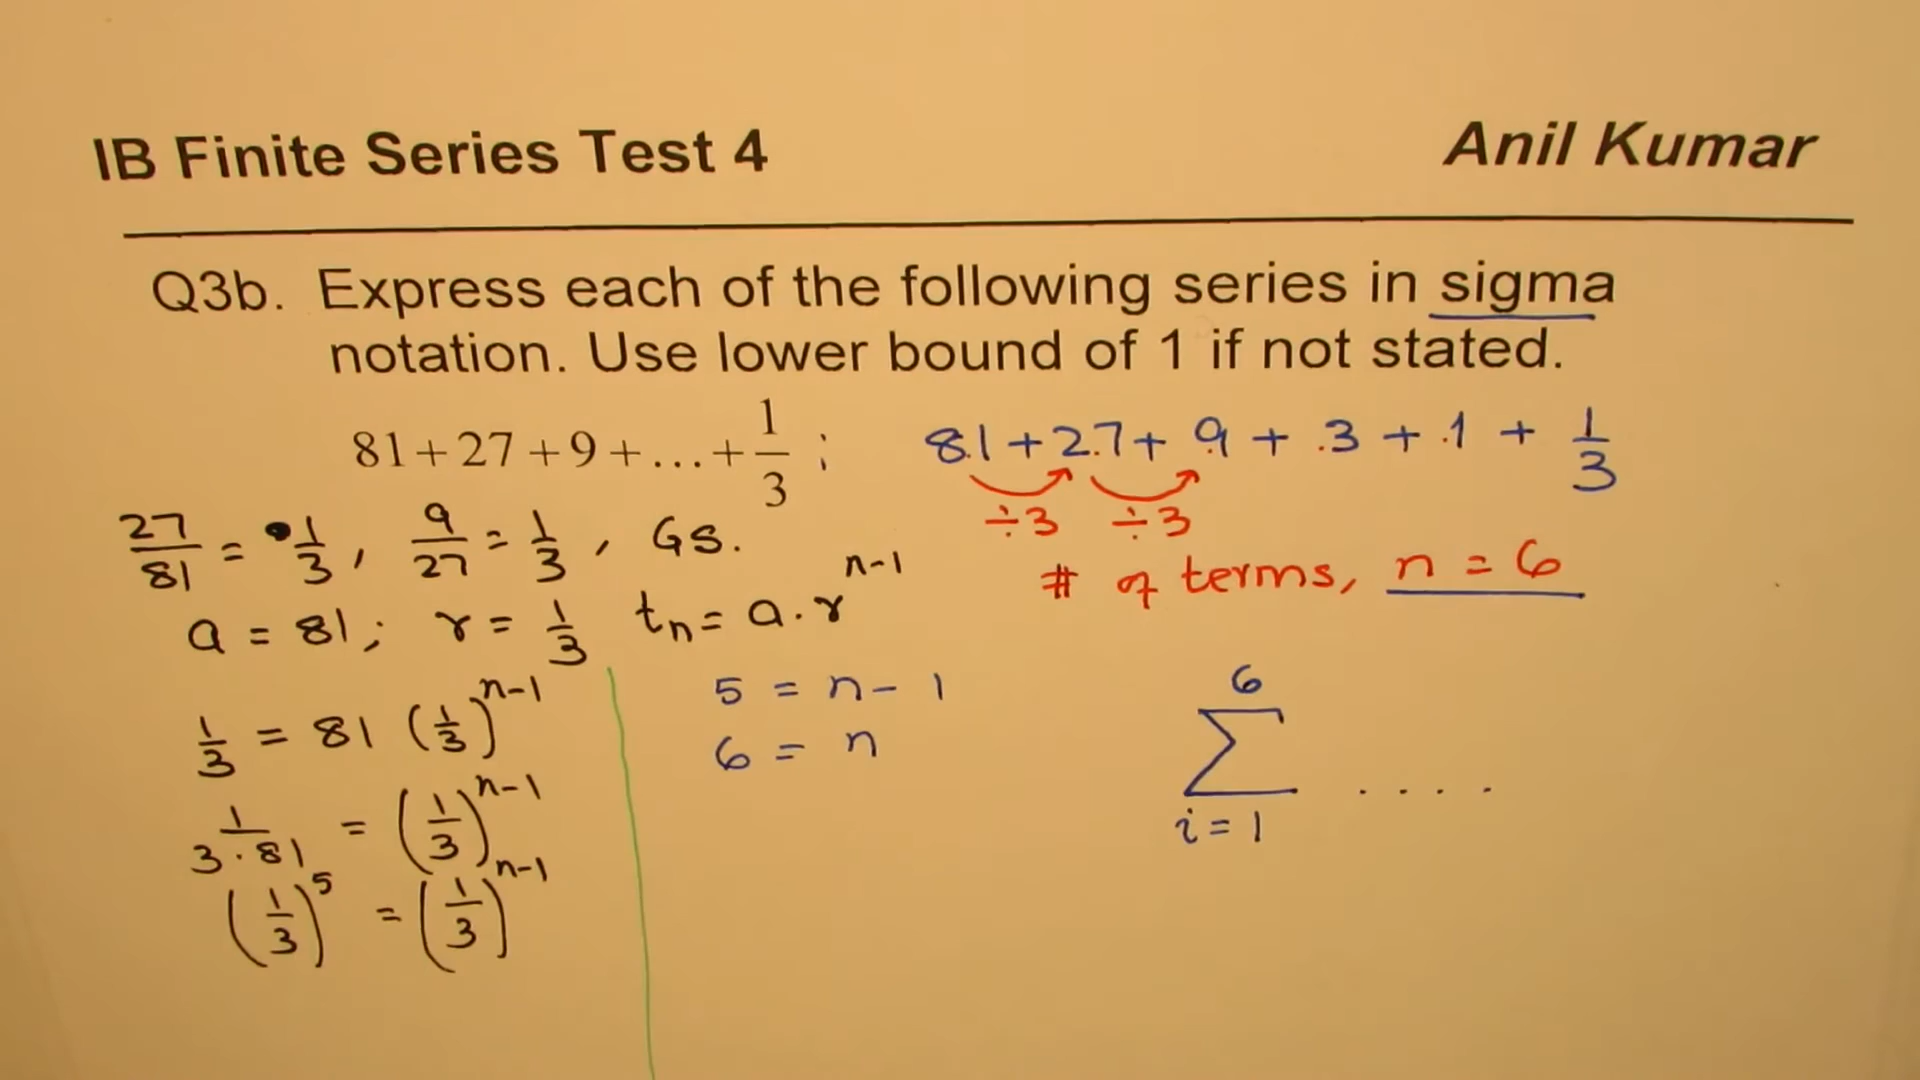 IB Finite Series Test 4 Anil Kumar
Q3b. Express each of the following series in sigma
notation. Use lower bound of 1 if not stated.
81+27+9+...+1/3 ; 81+27+9+3+1+1/3
÷3 ÷3
27/81 = 1/3, 9/27 = 1/3, GS.
# of terms, n = 6
a = 81; r = 1/3 tₙ = a·rⁿ⁻¹
1/3 = 81 (1/3)ⁿ⁻¹
1/(3·81) = (1/3)ⁿ⁻¹
(1/3)⁵ = (1/3)ⁿ⁻¹
5 = n-1
6 = n
6
∑ ....
i=1